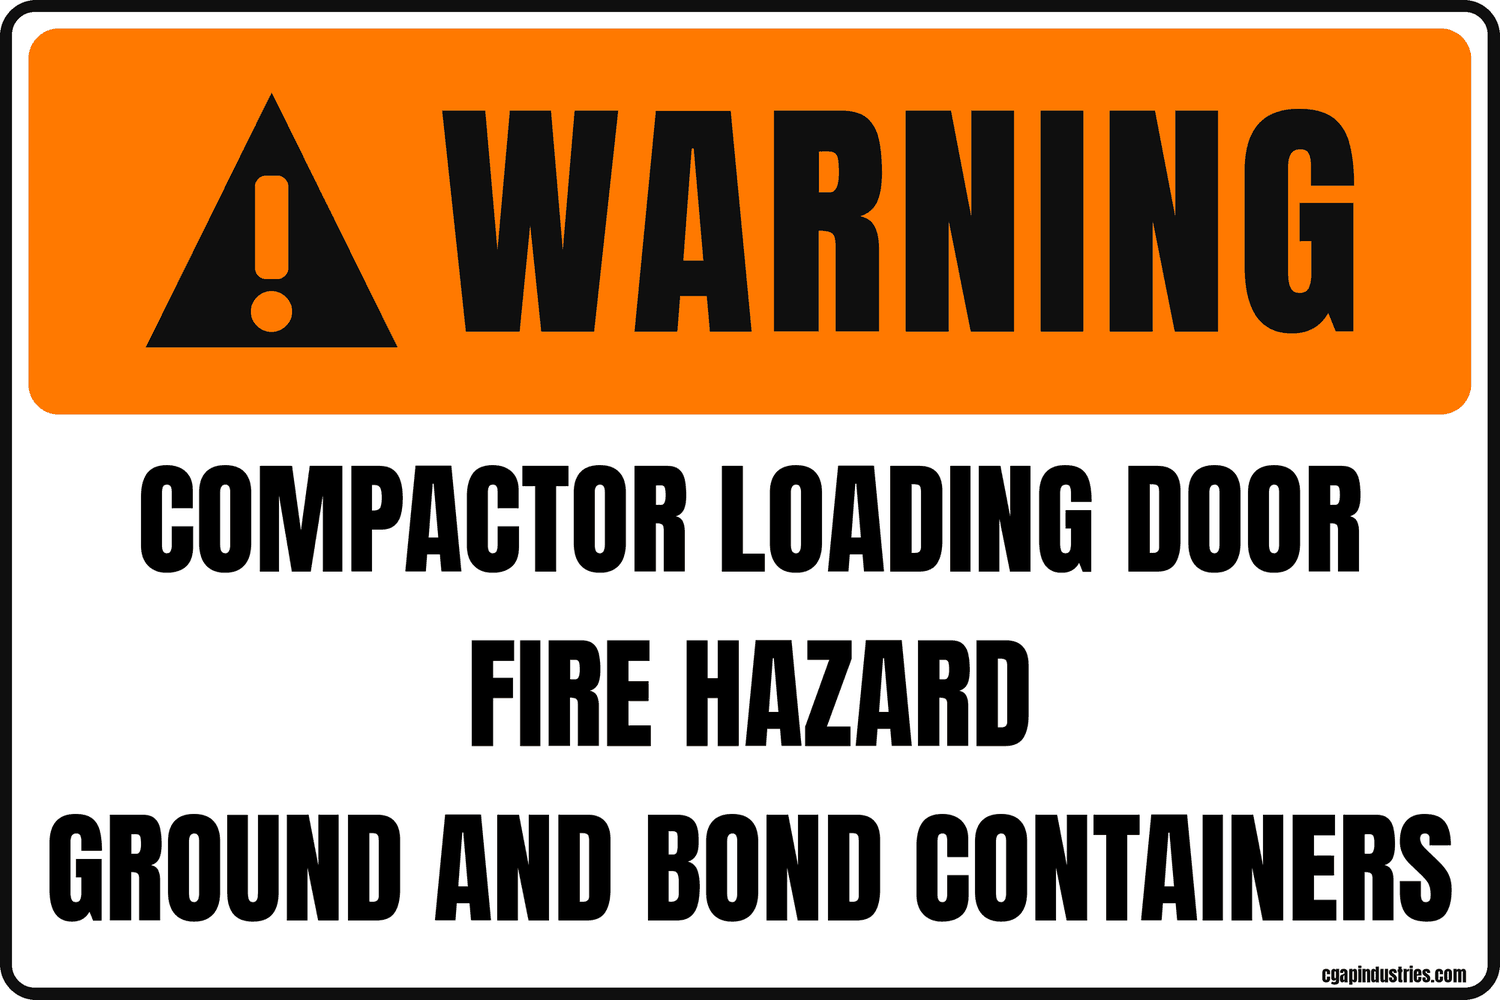 WARNING
COMPACTOR LOADING DOOR
FIRE HAZARD
GROUND AND BOND CONTAINERS
cgapindustries.com